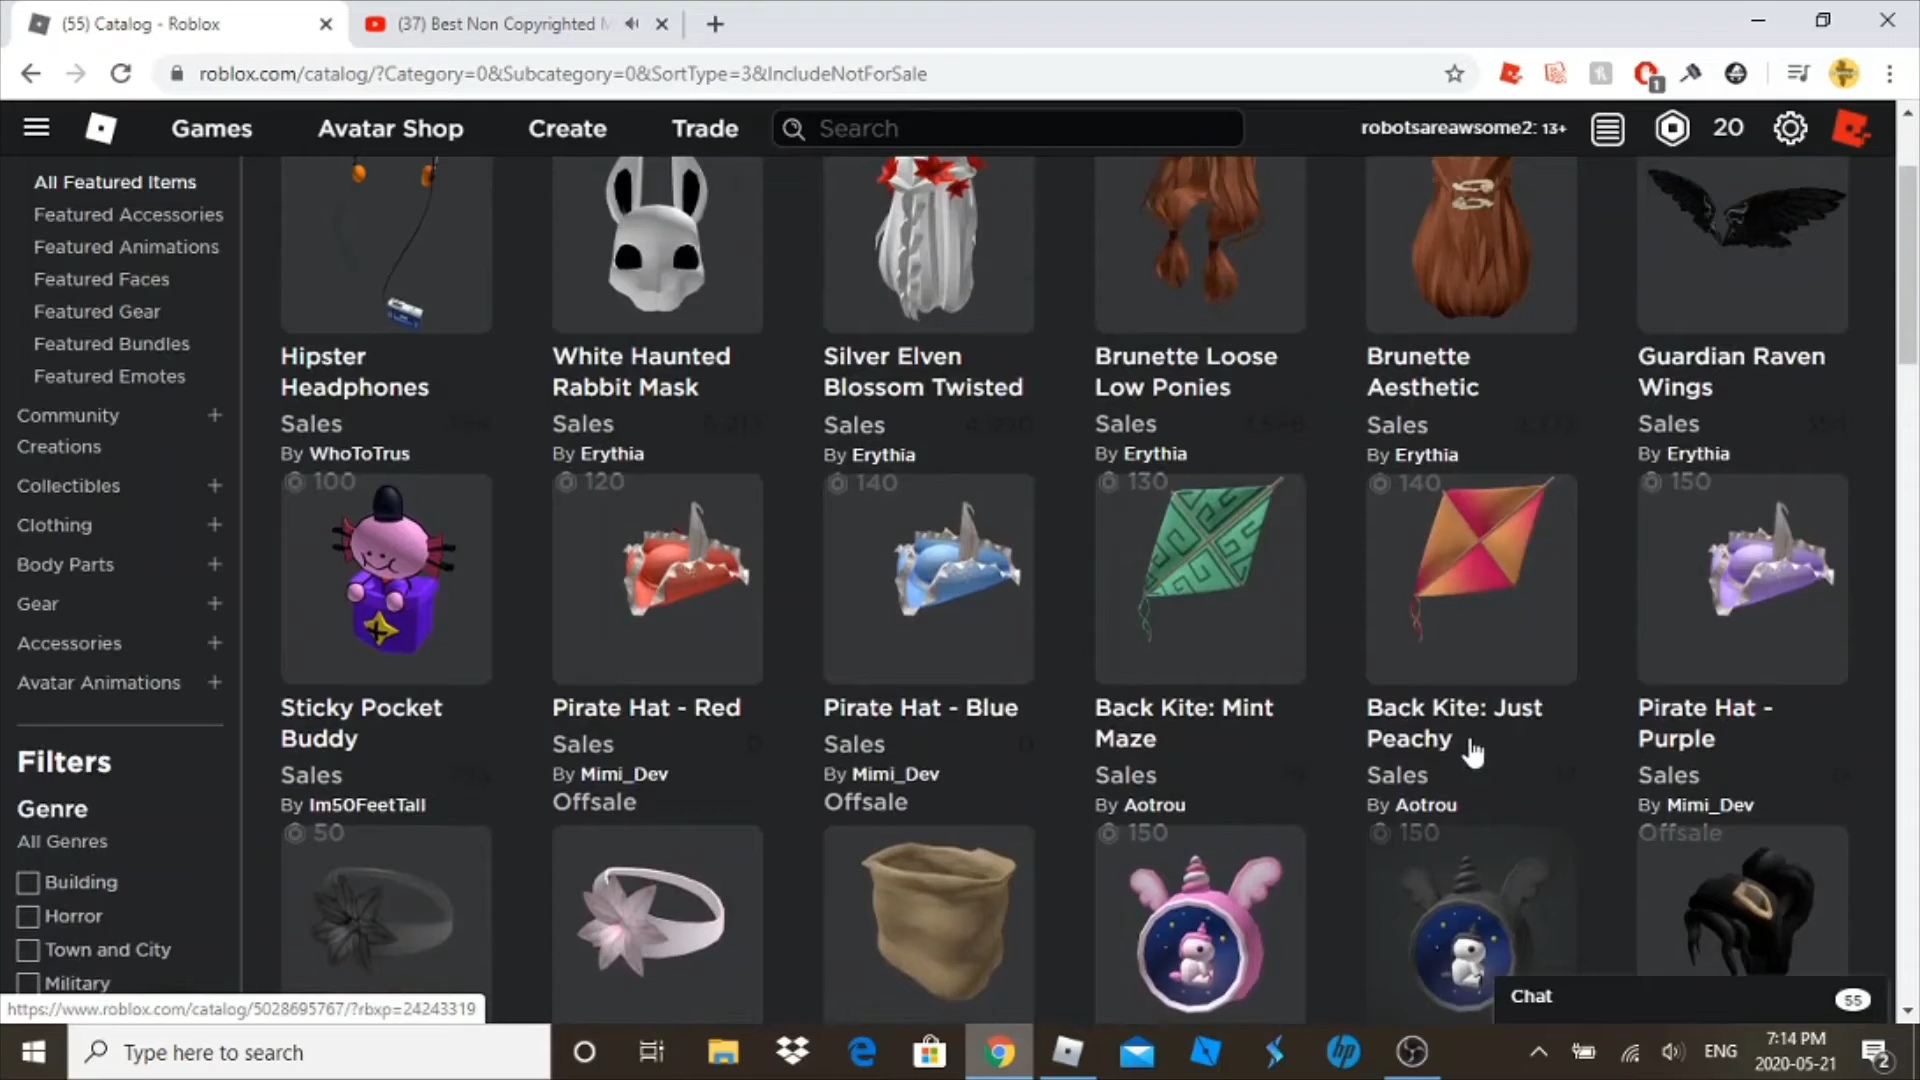 (55) Catalog - Roblox
(37) Best Non Copyrighted M
roblox.com/catalog/?Category=0&Subcategory=0&SortType=3&IncludeNotForSale
1
Games Avatar Shop Create Trade Search robotsareawsome2: 13+ 20
All Featured Items
Featured Accessories
Featured Animations
Featured Faces
Featured Gear
Featured Bundles
Featured Emotes
Community +
Creations
Collectibles +
Clothing +
Body Parts +
Gear +
Accessories +
Avatar Animations +
Filters
Genre
All Genres
Building
Horror
Town and City
Military
Hipster
Headphones
Sales
By WhoToTrus
100
White Haunted
Rabbit Mask
Sales
By Erythia
120
Silver Elven
Blossom Twisted
Sales
By Erythia
140
Brunette Loose
Low Ponies
Sales
By Erythia
130
Brunette
Aesthetic
Sales
By Erythia
140
Guardian Raven
Wings
Sales
By Erythia
150
Sticky Pocket
Buddy
Sales
By Im50FeetTall
50
Pirate Hat - Red
Sales
By Mimi_Dev
Offsale
Pirate Hat - Blue
Sales
By Mimi_Dev
Offsale
Back Kite: Mint
Maze
Sales
By Aotrou
150
Back Kite: Just
Peachy
Sales
By Aotrou
150
Pirate Hat -
Purple
Sales
By Mimi_Dev
Offsale
Chat 55
https://www.roblox.com/catalog/5028695767/?rbxp=24243319
Type here to search
ENG
7:14 PM
2020-05-21
2